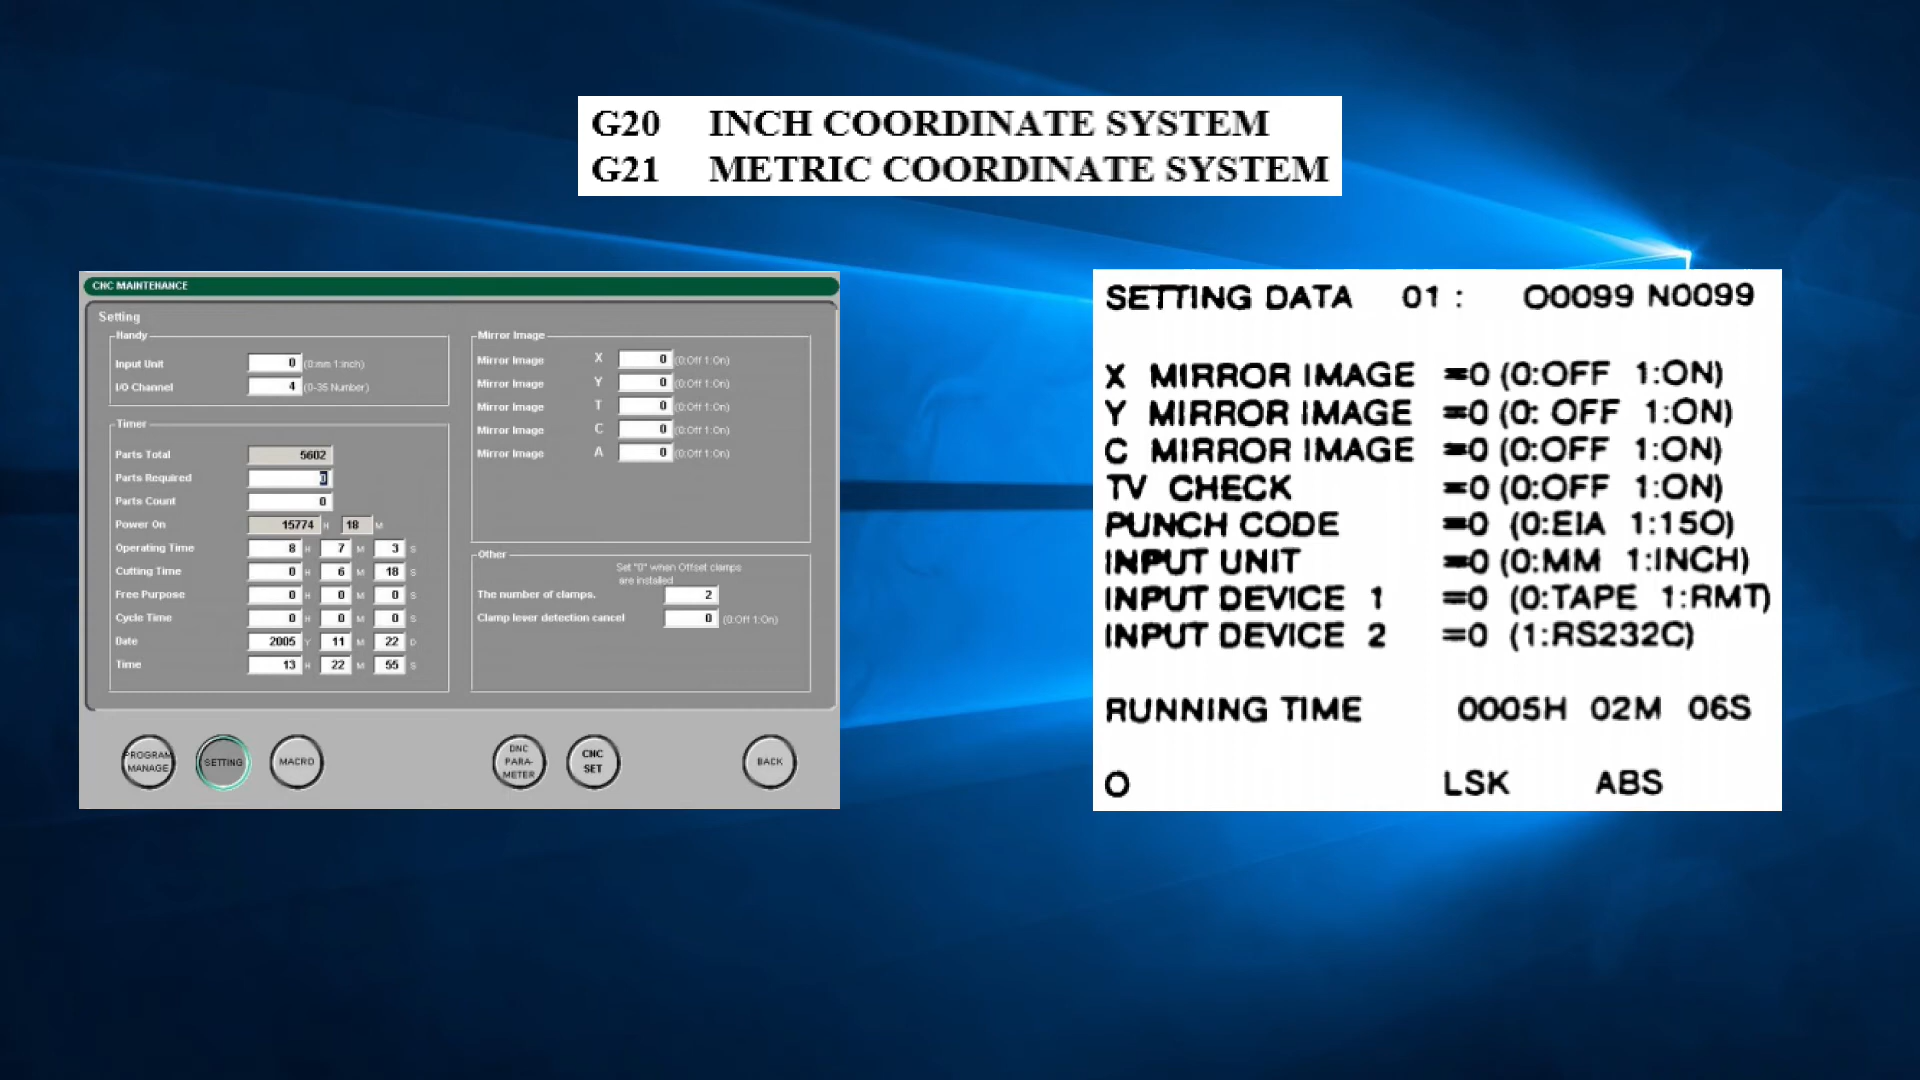 G20 INCH COORDINATE SYSTEM
G21 METRIC COORDINATE SYSTEM
CNC MAINTENANCE
Setting
Handy
Input Unit 0 (0:mm 1:inch)
I/O Channel 4 (0-35 Number)
Timer
Parts Total 5602
Parts Required 0
Parts Count 0
Power On 15774 H 18 M
Operating Time 8 H 7 M 3 S
Cutting Time 0 H 6 M 18 S
Free Purpose 0 H 0 M 0 S
Cycle Time 0 H 0 M 0 S
Date 2005 Y 11 M 22 D
Time 13 H 22 M 55 S
Mirror Image
Mirror Image X 0 (0:Off 1:On)
Mirror Image Y 0 (0:Off 1:On)
Mirror Image T 0 (0:Off 1:On)
Mirror Image C 0 (0:Off 1:On)
Mirror Image A 0 (0:Off 1:On)
Other
Set "0" when Offset clamps
are installed
The number of clamps. 2
Clamp lever detection cancel 0 (0:Off 1:On)
PROGRAM
MANAGE
SETTING
MACRO
DNC
PARA-
METER
CNC
SET
BACK
SETTING DATA 01 : O0099 N0099
X MIRROR IMAGE =0 (0:OFF 1:ON)
Y MIRROR IMAGE =0 (0: OFF 1:ON)
C MIRROR IMAGE =0 (0:OFF 1:ON)
TV CHECK =0 (0:OFF 1:ON)
PUNCH CODE =0 (0:EIA 1:15O)
INPUT UNIT =0 (0:MM 1:INCH)
INPUT DEVICE 1 =0 (0:TAPE 1:RMT)
INPUT DEVICE 2 =0 (1:RS232C)
RUNNING TIME 0005H 02M 06S
O LSK ABS